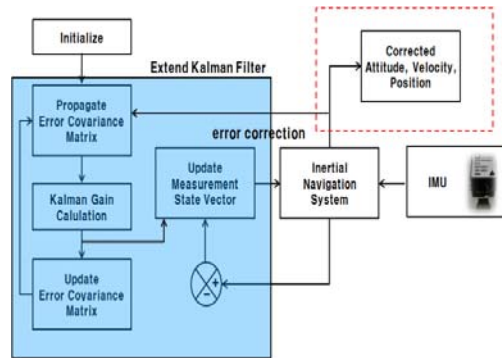 Initialize
Extend Kalman Filter
Corrected
Attitude, Velocity,
Position
Propagate
Error Covariance
Matrix
error correction
Update
Measurement
State Vector
Inertial
Navigation
System
IMU
Kalman Gain
Calulation
Update
Error Covariance
Matrix
+
−